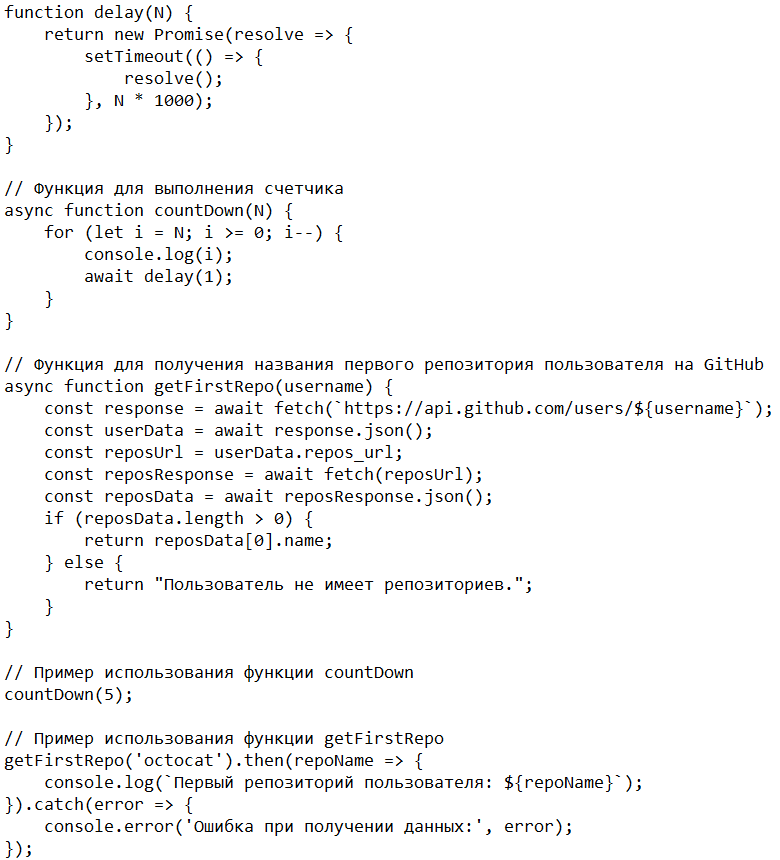 function delay(N) {
    return new Promise(resolve => {
        setTimeout(() => {
            resolve();
        }, N * 1000);
    });
}

// Функция для выполнения счетчика
async function countDown(N) {
    for (let i = N; i >= 0; i--) {
        console.log(i);
        await delay(1);
    }
}

// Функция для получения названия первого репозитория пользователя на GitHub
async function getFirstRepo(username) {
    const response = await fetch(`https://api.github.com/users/${username}`);
    const userData = await response.json();
    const reposUrl = userData.repos_url;
    const reposResponse = await fetch(reposUrl);
    const reposData = await reposResponse.json();
    if (reposData.length > 0) {
        return reposData[0].name;
    } else {
        return "Пользователь не имеет репозиториев.";
    }
}

// Пример использования функции countDown
countDown(5);

// Пример использования функции getFirstRepo
getFirstRepo('octocat').then(repoName => {
    console.log(`Первый репозиторий пользователя: ${repoName}`);
}).catch(error => {
    console.error('Ошибка при получении данных:', error);
});